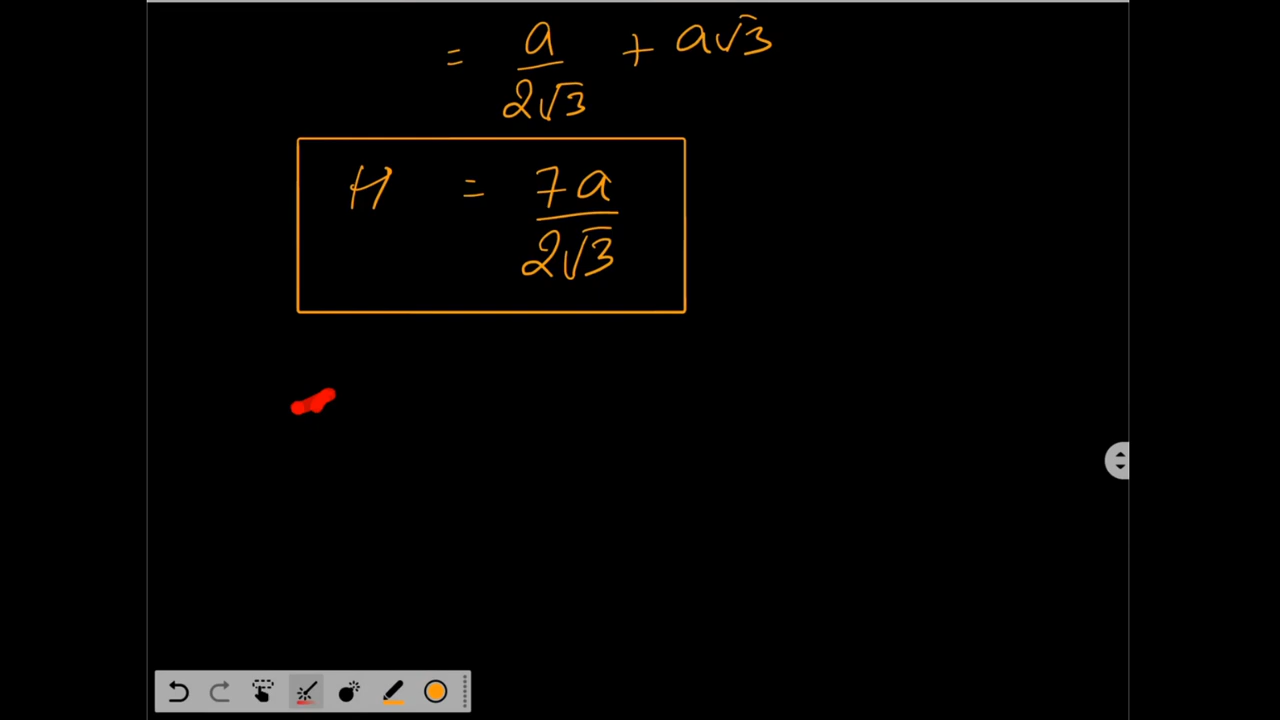 = a/2√3 + a√3
H = 7a/2√3